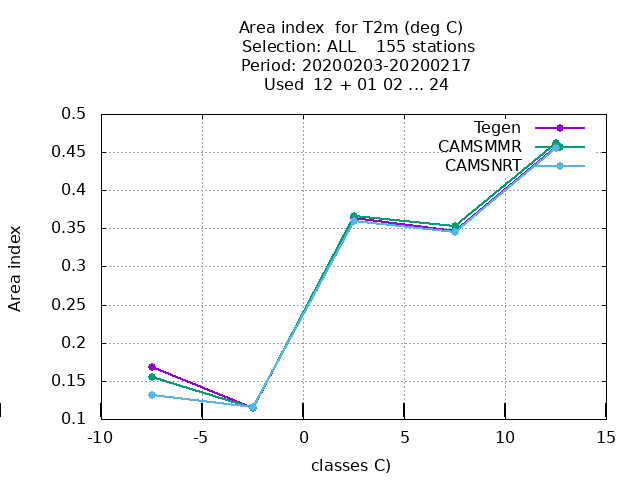 Area index  for T2m (deg C)
Selection: ALL    155 stations
Period: 20200203-20200217
Used  12 + 01 02 ... 24
0.5
Tegen
0.45
CAMSMMR
CAMSNRT
0.4
0.35
0.3
Area index
0.25
0.2
0.15
0.1
-10 -5 0 5 10 15
classes C)